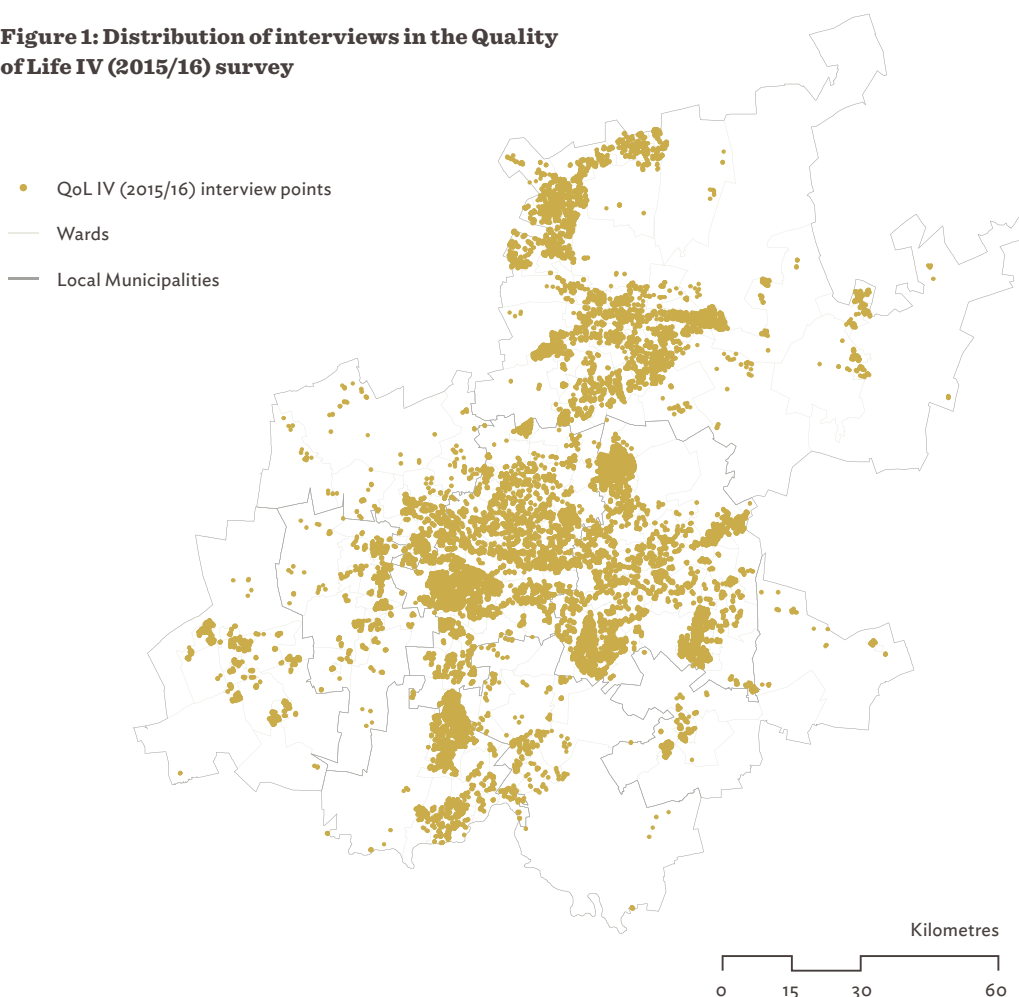 Figure 1: Distribution of interviews in the Quality
of Life IV (2015/16) survey
QoL IV (2015/16) interview points
Wards
Local Municipalities
Kilometres
0 15 30 60